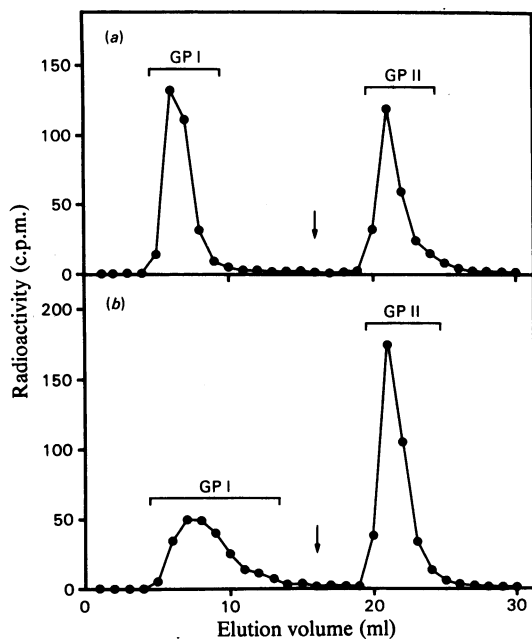 (a)
GP I
GP II
150
100
50
0
Radioactivity (c.p.m.)
(b)
GP II
200
150
100
GP I
50
0
0 10 20 30
Elution volume (ml)